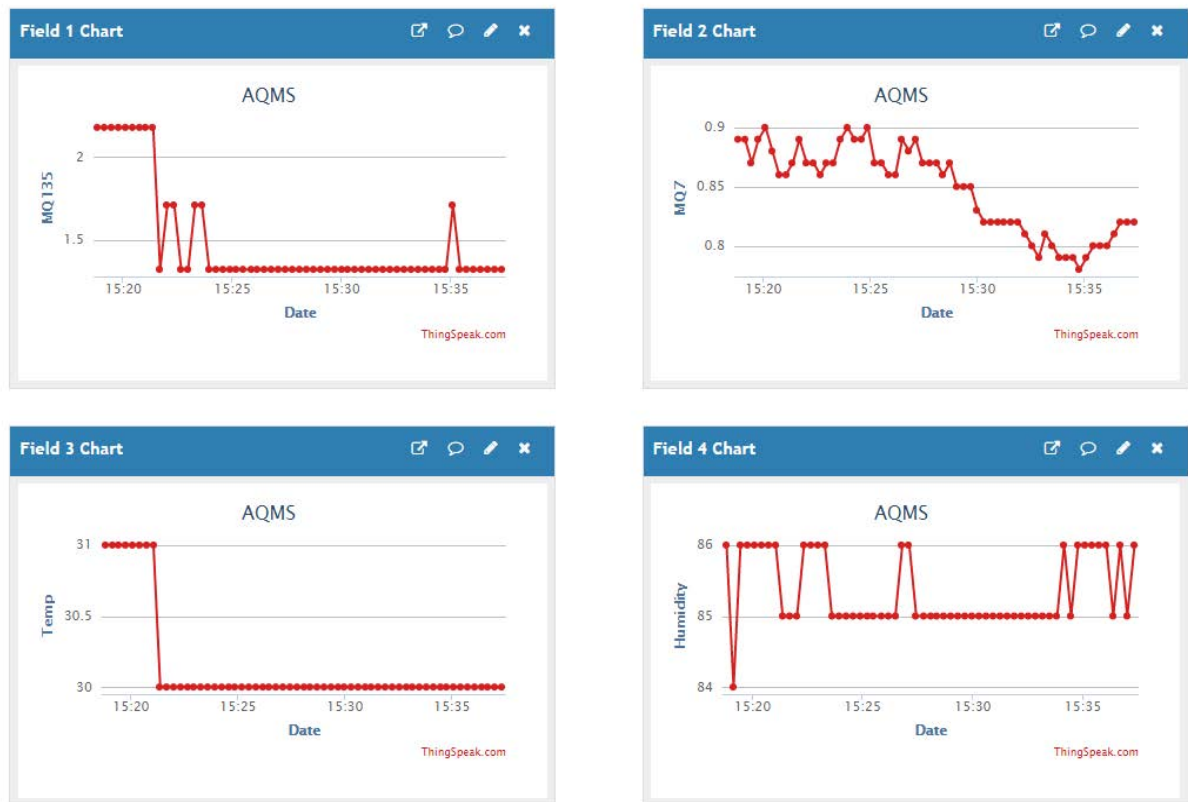 Field 1 Chart
AQMS
MQ135
2
1.5
15:20 15:25 15:30 15:35
Date
ThingSpeak.com
Field 2 Chart
AQMS
MQ7
0.9
0.85
0.8
15:20 15:25 15:30 15:35
Date
ThingSpeak.com
Field 3 Chart
AQMS
Temp
31
30.5
30
15:20 15:25 15:30 15:35
Date
ThingSpeak.com
Field 4 Chart
AQMS
Humidity
86
85
84
15:20 15:25 15:30 15:35
Date
ThingSpeak.com